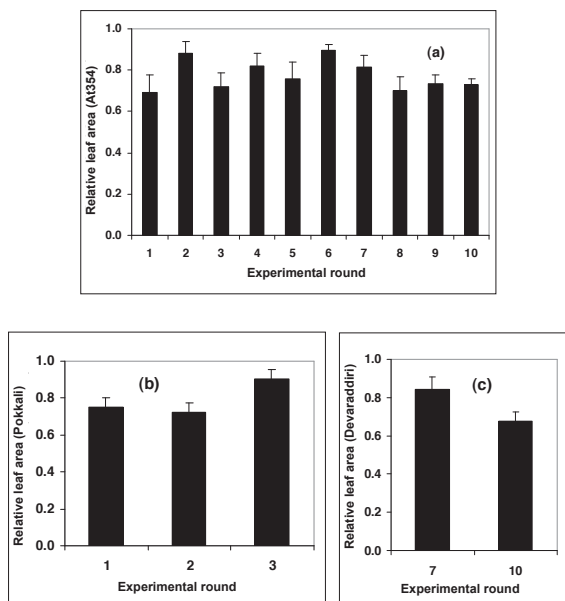 Relative leaf area (At354)
1.0
0.8
0.6
0.4
0.2
0.0
(a)
1 2 3 4 5 6 7 8 9 10
Experimental round
Relative leaf area (Pokkali)
1.0
0.8
0.6
0.4
0.2
0.0
(b)
1 2 3
Experimental round
Relative leaf area (Devaraddiri)
1.0
0.8
0.6
0.4
0.2
0.0
(c)
7 10
Experimental round